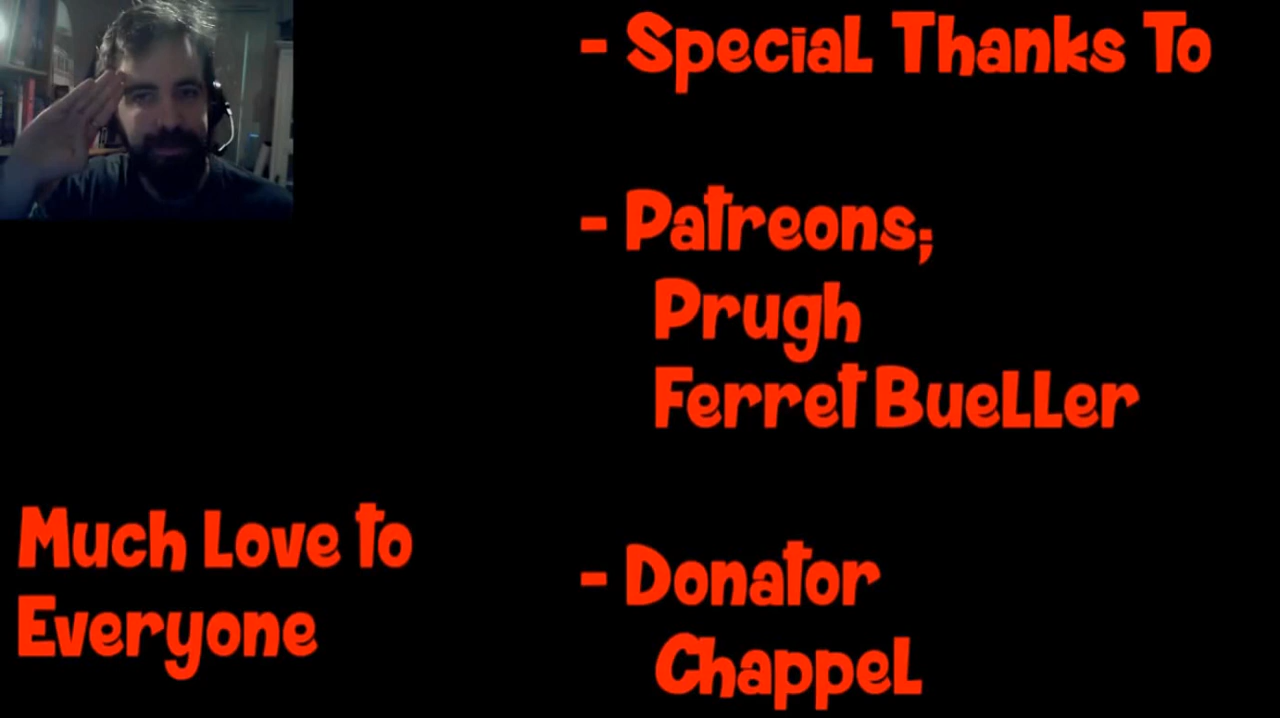 - Special Thanks To
- Patreons;
Prugh
Ferret Bueller
- Donator
Chappel
Much Love to
Everyone